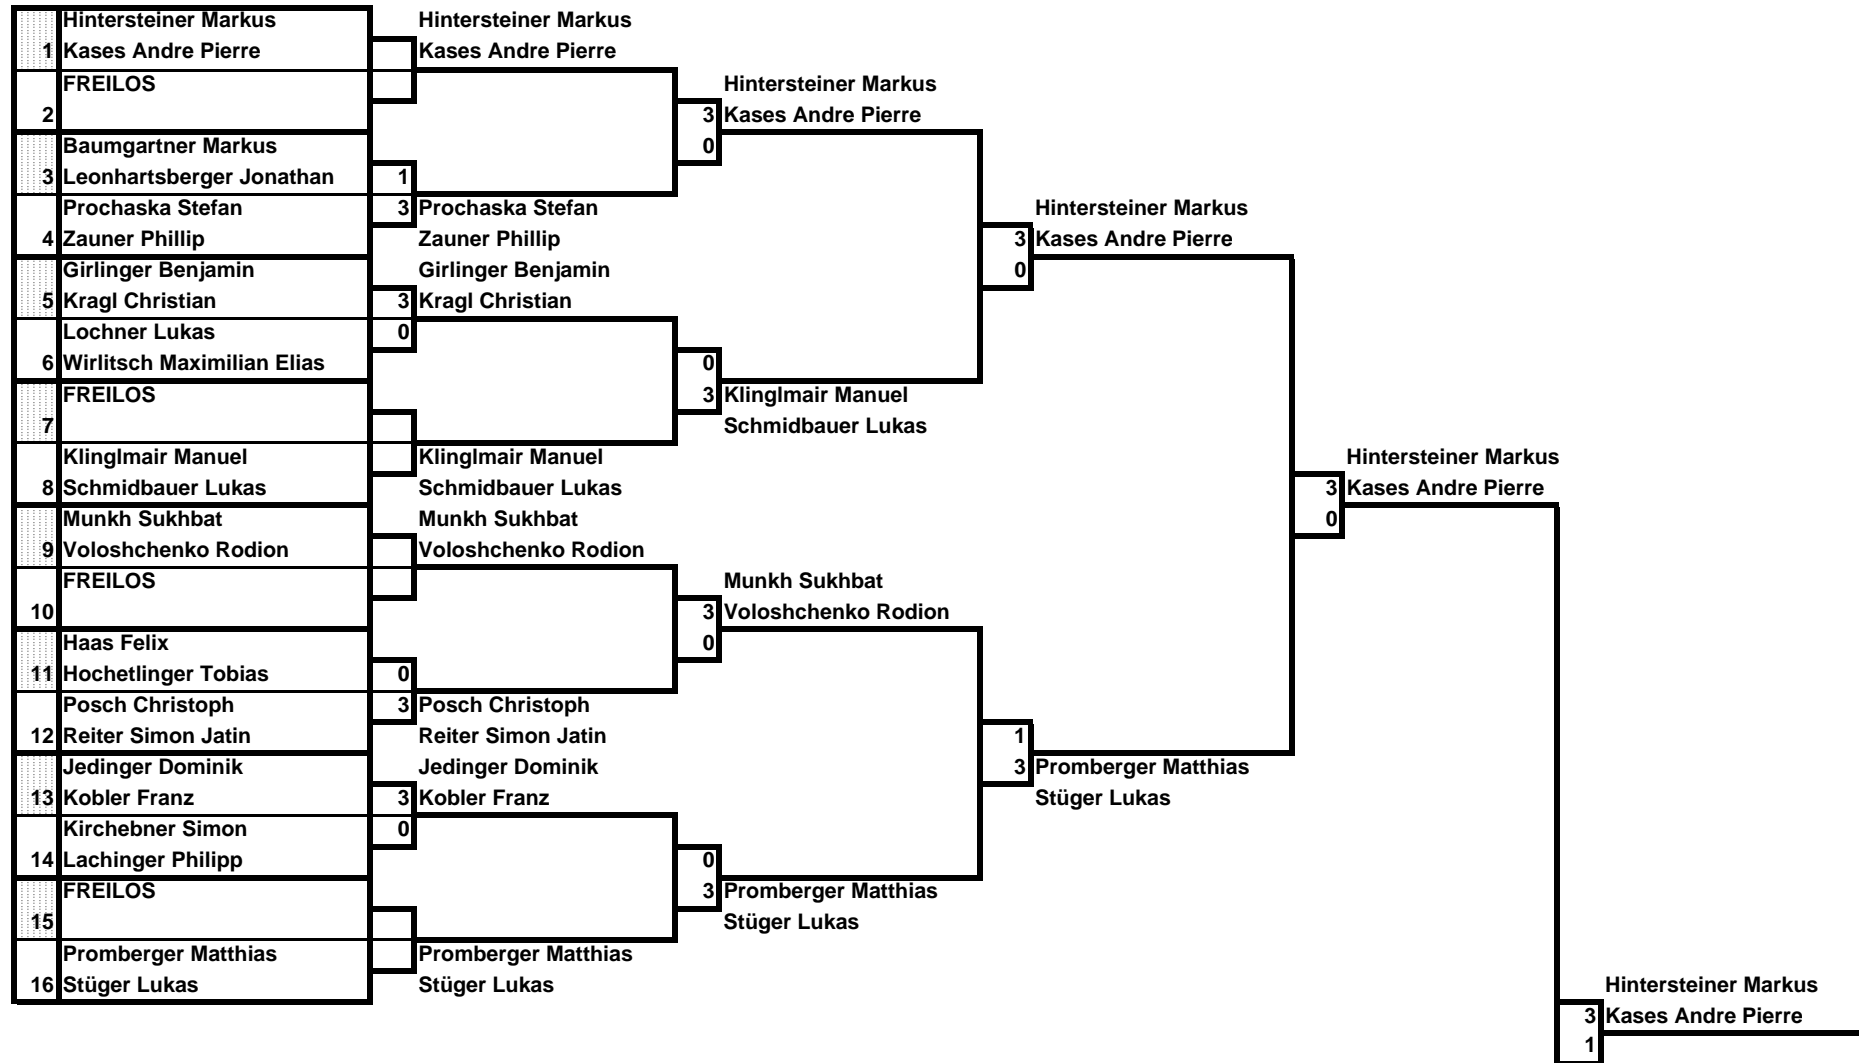 Hintersteiner Markus Hintersteiner Markus
1 Kases Andre Pierre Kases Andre Pierre
FREILOS Hintersteiner Markus
2 3 Kases Andre Pierre
Baumgartner Markus 0
3 Leonhartsberger Jonathan 1
Prochaska Stefan 3 Prochaska Stefan Hintersteiner Markus
4 Zauner Phillip Zauner Phillip 3 Kases Andre Pierre
Girlinger Benjamin Girlinger Benjamin 0
5 Kragl Christian 3 Kragl Christian
Lochner Lukas 0
6 Wirlitsch Maximilian Elias 0
FREILOS 3 Klinglmair Manuel
7 Schmidbauer Lukas
Klinglmair Manuel Klinglmair Manuel Hintersteiner Markus
8 Schmidbauer Lukas Schmidbauer Lukas 3 Kases Andre Pierre
Munkh Sukhbat Munkh Sukhbat 0
9 Voloshchenko Rodion Voloshchenko Rodion
FREILOS Munkh Sukhbat
10 3 Voloshchenko Rodion
Haas Felix 0
11 Hochetlinger Tobias 0
Posch Christoph 3 Posch Christoph
12 Reiter Simon Jatin Reiter Simon Jatin 1
Jedinger Dominik Jedinger Dominik 3 Promberger Matthias
13 Kobler Franz 3 Kobler Franz Stüger Lukas
Kirchebner Simon 0
14 Lachinger Philipp 0
FREILOS 3 Promberger Matthias
15 Stüger Lukas
Promberger Matthias Promberger Matthias
16 Stüger Lukas Stüger Lukas Hintersteiner Markus
3 Kases Andre Pierre
1